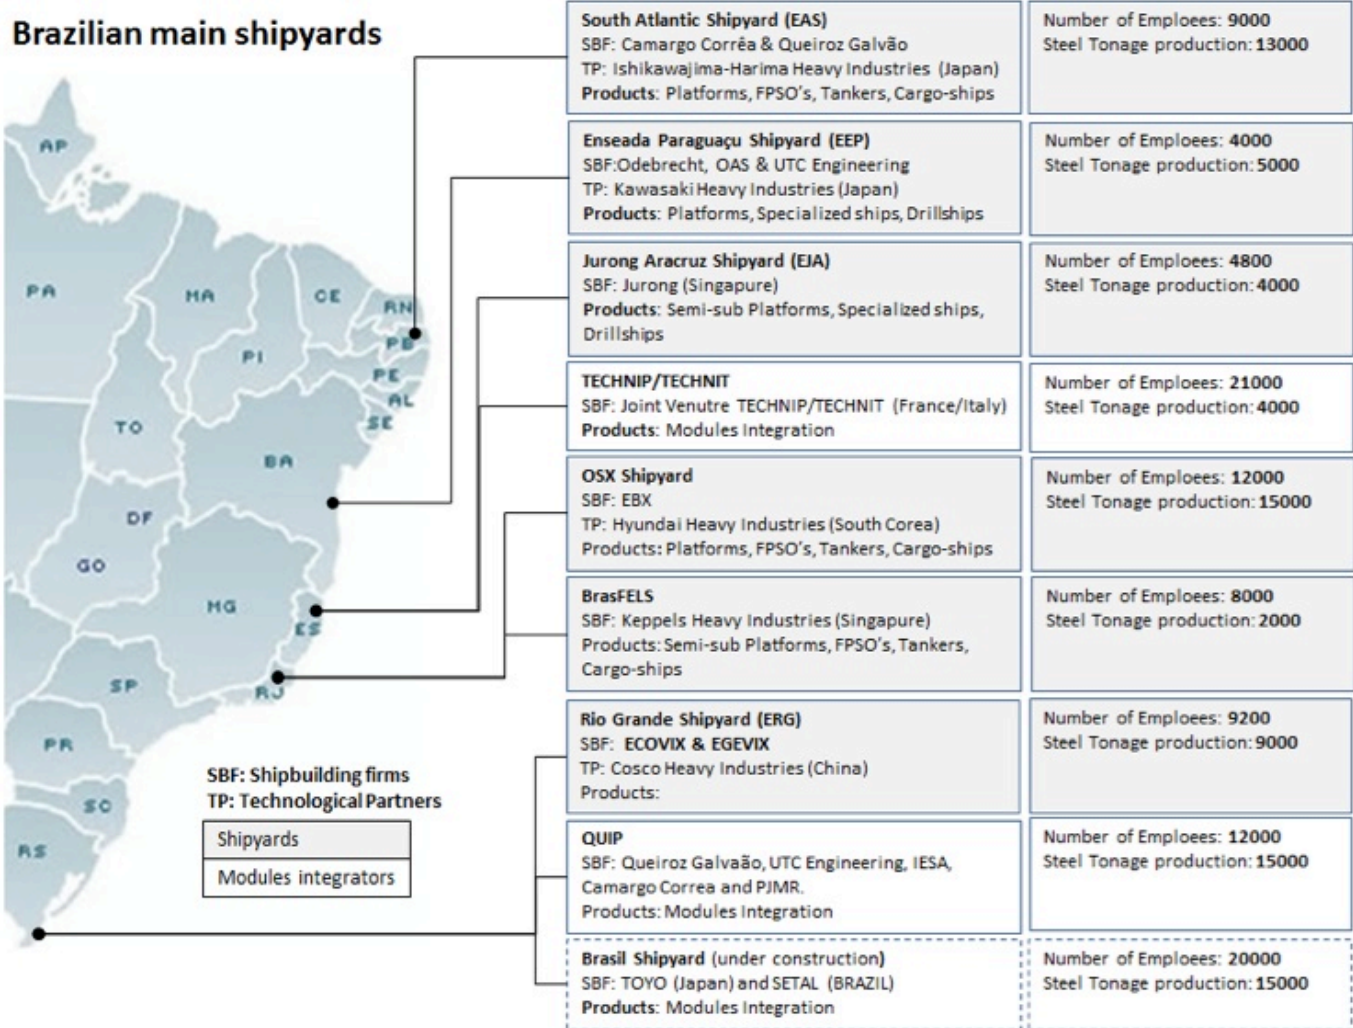 Brazilian main shipyards
South Atlantic Shipyard (EAS)
SBF: Camargo Corrêa & Queiroz Galvão
TP: Ishikawajima-Harima Heavy Industries (Japan)
Products: Platforms, FPSO's, Tankers, Cargo-ships
Number of Emploees: 9000
Steel Tonage production: 13000
Enseada Paraguaçu Shipyard (EEP)
SBF:Odebrecht, OAS & UTC Engineering
TP: Kawasaki Heavy Industries (Japan)
Products: Platforms, Specialized ships, Drillships
Number of Emploees: 4000
Steel Tonage production: 5000
Jurong Aracruz Shipyard (EJA)
SBF: Jurong (Singapure)
Products: Semi-sub Platforms, Specialized ships,
Drillships
Number of Emploees: 4800
Steel Tonage production: 4000
TECHNIP/TECHNIT
SBF: Joint Venutre TECHNIP/TECHNIT (France/Italy)
Products: Modules Integration
Number of Emploees: 21000
Steel Tonage production: 4000
OSX Shipyard
SBF: EBX
TP: Hyundai Heavy Industries (South Corea)
Products: Platforms, FPSO's, Tankers, Cargo-ships
Number of Emploees: 12000
Steel Tonage production: 15000
BrasFELS
SBF: Keppels Heavy Industries (Singapure)
Products: Semi-sub Platforms, FPSO's, Tankers,
Cargo-ships
Number of Emploees: 8000
Steel Tonage production: 2000
Rio Grande Shipyard (ERG)
SBF: ECOVIX & EGEVIX
TP: Cosco Heavy Industries (China)
Products:
Number of Emploees: 9200
Steel Tonage production: 9000
QUIP
SBF: Queiroz Galvaão, UTC Engineering, IESA,
Camargo Correa and PJMR.
Products: Modules Integration
Number of Emploees: 12000
Steel Tonage production: 15000
Brasil Shipyard (under construction)
SBF: TOYO (Japan) and SETAL (BRAZIL)
Products: Modules Integration
Number of Emploees: 20000
Steel Tonage production: 15000
AP
PA
MA
CE
RN
PB
PI
PE
AL
SE
TO
BA
DF
GO
MG
ES
SP
RJ
PR
SC
RS
SBF: Shipbuilding firms
TP: Technological Partners
Shipyards
Modules integrators